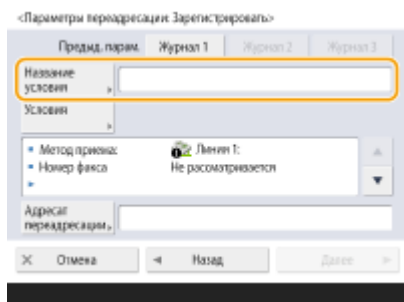 <Параметры переадресации: Зарегистрировать>
Предыд. парам. Журнал 1 Журнал 2 Журнал 3
Название
условия
Условия
Метод приема: Линия 1:
Номер факса Не рассматривается
Адресат
переадресации
Отмена Назад Далее